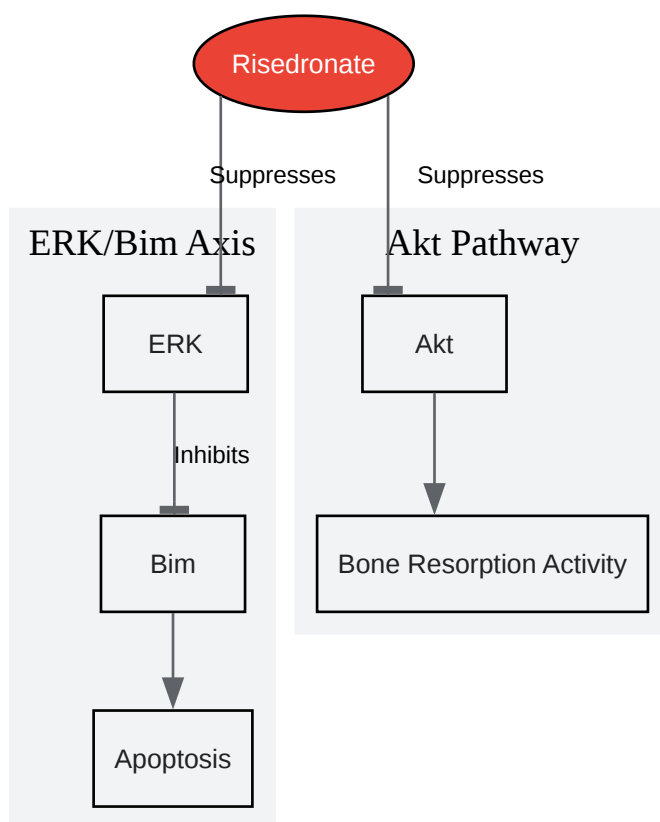 Risedronate
Suppresses
Suppresses
ERK/Bim Axis
Akt Pathway
ERK
Akt
Inhibits
Bim
Bone Resorption Activity
Apoptosis